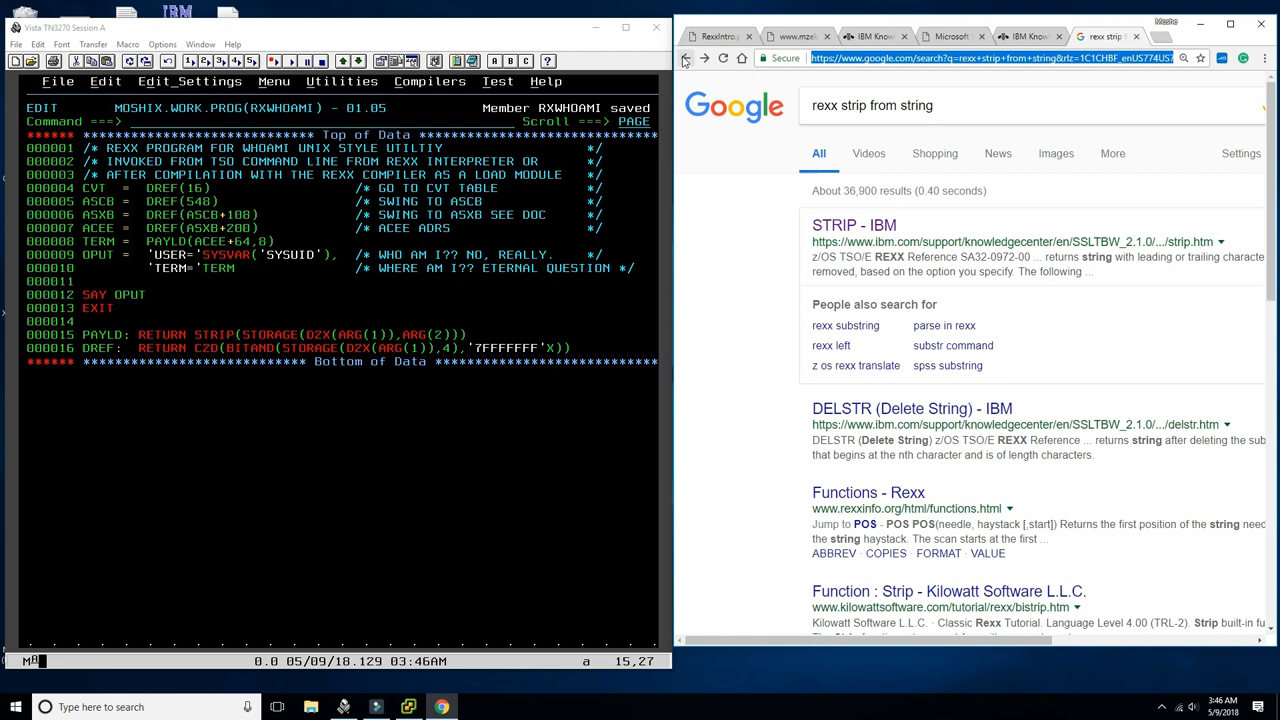 IBM
Vista TN3270 Session A
File Edit Font Transfer Macro Options Window Help
A B C
File Edit Edit_Settings Menu Utilities Compilers Test Help
EDIT MOSHIX.WORK.PROG(RXWHOAMI) - 01.05 Member RXWHOAMI saved
Command ===> Scroll ===> PAGE
****** **************************** Top of Data ******************************
000001 /* REXX PROGRAM FOR WHOAMI UNIX STYLE UTILTIY */
000002 /* INVOKED FROM TSO COMMAND LINE FROM REXX INTERPRETER OR */
000003 /* AFTER COMPILATION WITH THE REXX COMPILER AS A LOAD MODULE */
000004 CVT = DREF(16) /* GO TO CVT TABLE */
000005 ASCB = DREF(548) /* SWING TO ASCB */
000006 ASXB = DREF(ASCB+108) /* SWING TO ASXB SEE DOC */
000007 ACEE = DREF(ASXB+200) /* ACEE ADRS */
000008 TERM = PAYLD(ACEE+64,8)
000009 OPUT = 'USER='SYSVAR('SYSUID'), /* WHO AM I?? NO, REALLY. */
000010 'TERM='TERM /* WHERE AM I?? ETERNAL QUESTION */
000011
000012 SAY OPUT
000013 EXIT
000014
000015 PAYLD: RETURN STRIP(STORAGE(D2X(ARG(1)),ARG(2)))
000016 DREF: RETURN C2D(BITAND(STORAGE(D2X(ARG(1)),4),'7FFFFFFF'X))
****** *************************** Bottom of Data ****************************
0.0 05/09/18.129 03:46AM a 15,27
Moshe
RexxIntro.p www.mzel IBM Know Microsoft IBM Know rexx strip f
Secure https://www.google.com/search?q=rexx+strip+from+string&rlz=1C1CHBF_enUS774US7
Google
rexx strip from string
All Videos Shopping News Images More Settings
About 36,900 results (0.40 seconds)
STRIP - IBM
https://www.ibm.com/support/knowledgecenter/en/SSLTBW_2.1.0/.../strip.htm
z/OS TSO/E REXX Reference SA32-0972-00 ... returns string with leading or trailing characte
removed, based on the option you specify. The following ...
People also search for
rexx substring parse in rexx
rexx left substr command
z os rexx translate spss substring
DELSTR (Delete String) - IBM
https://www.ibm.com/support/knowledgecenter/en/SSLTBW_2.1.0/.../delstr.htm
DELSTR (Delete String) z/OS TSO/E REXX Reference ... returns string after deleting the sub
that begins at the nth character and is of length characters.
Functions - Rexx
www.rexxinfo.org/html/functions.html
Jump to POS - POS POS(needle, haystack [,start] Returns the first position of the string need
the string haystack. The scan starts at the first ...
ABBREV · COPIES · FORMAT · VALUE
Function : Strip - Kilowatt Software L.L.C.
www.kilowattsoftware.com/tutorial/rexx/bistrip.htm
Kilowatt Software L.L.C. · Classic Rexx Tutorial. Language Level 4.00 (TRL-2). Strip built-in fu
Type here to search
3:46 AM
5/9/2018